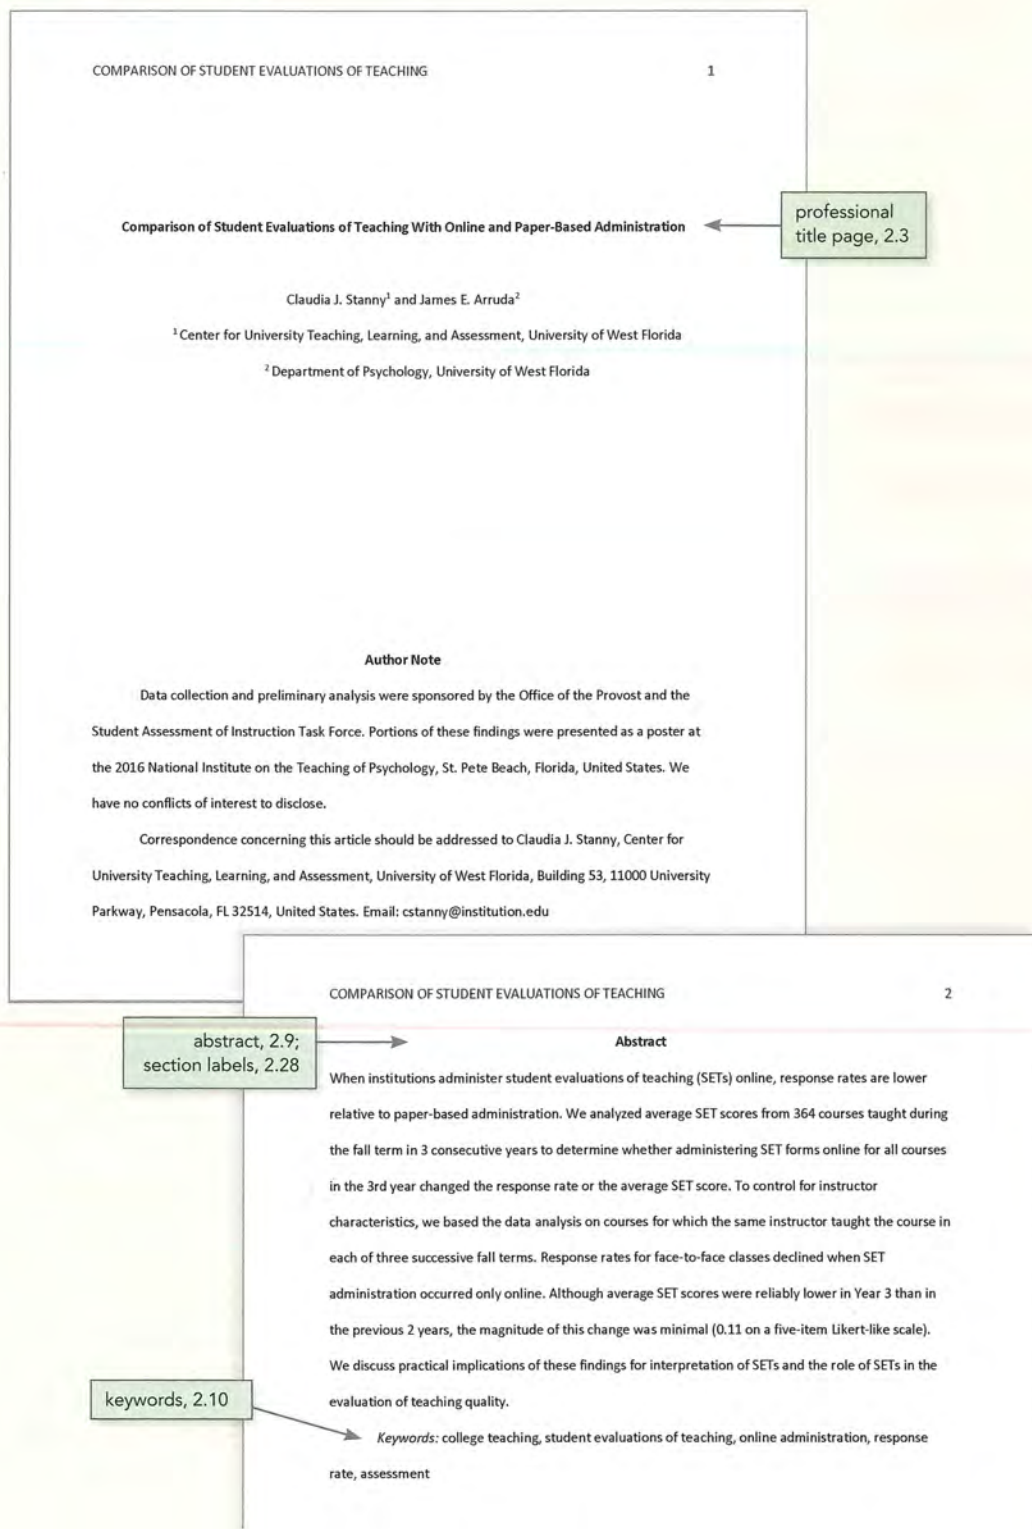 COMPARISON OF STUDENT EVALUATIONS OF TEACHING 1
Comparison of Student Evaluations of Teaching With Online and Paper-Based Administration
professional
title page, 2.3
Claudia J. Stanny¹ and James E. Arruda²
¹ Center for University Teaching, Learning, and Assessment, University of West Florida
² Department of Psychology, University of West Florida
Author Note
Data collection and preliminary analysis were sponsored by the Office of the Provost and the
Student Assessment of Instruction Task Force. Portions of these findings were presented as a poster at
the 2016 National Institute on the Teaching of Psychology, St. Pete Beach, Florida, United States. We
have no conflicts of interest to disclose.
Correspondence concerning this article should be addressed to Claudia J. Stanny, Center for
University Teaching, Learning, and Assessment, University of West Florida, Building 53, 11000 University
Parkway, Pensacola, FL 32514, United States. Email: cstanny@institution.edu
COMPARISON OF STUDENT EVALUATIONS OF TEACHING 2
abstract, 2.9;
section labels, 2.28
Abstract
When institutions administer student evaluations of teaching (SETs) online, response rates are lower
relative to paper-based administration. We analyzed average SET scores from 364 courses taught during
the fall term in 3 consecutive years to determine whether administering SET forms online for all courses
in the 3rd year changed the response rate or the average SET score. To control for instructor
characteristics, we based the data analysis on courses for which the same instructor taught the course in
each of three successive fall terms. Response rates for face-to-face classes declined when SET
administration occurred only online. Although average SET scores were reliably lower in Year 3 than in
the previous 2 years, the magnitude of this change was minimal (0.11 on a five-item Likert-like scale).
We discuss practical implications of these findings for interpretation of SETs and the role of SETs in the
evaluation of teaching quality.
keywords, 2.10
Keywords: college teaching, student evaluations of teaching, online administration, response
rate, assessment